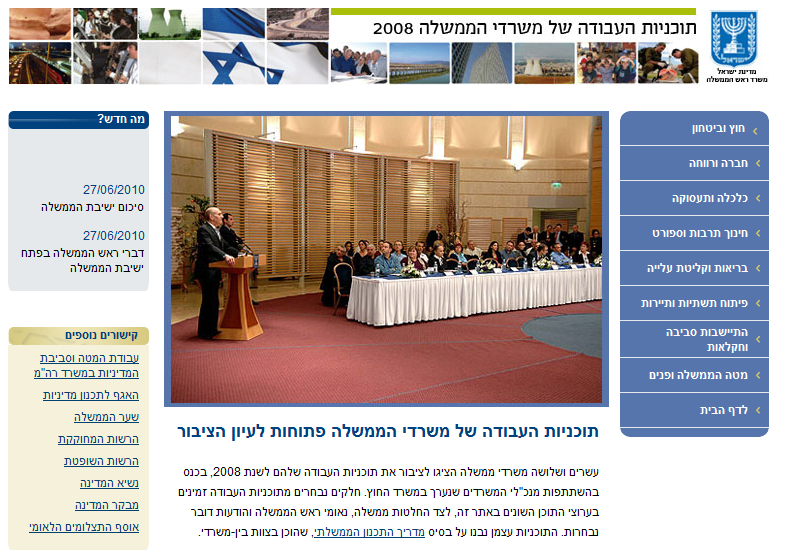 תוכניות העבודה של משרדי הממשלה 2008
מדינת ישראל
משרד ראש הממשלה
חוץ וביטחון
חברה ורווחה
כלכלה ותעסוקה
חינוך תרבות וספורט
בריאות וקליטת עלייה
פיתוח תשתיות ותיירות
התיישבות סביבה
וחקלאות
מטה הממשלה ופנים
לדף הבית
תוכניות העבודה של משרדי הממשלה פתוחות לעיון הציבור
עשרים ושלושה משרדי ממשלה הציגו לציבור את תוכניות העבודה שלהם לשנת 2008, בכנס
בהשתתפות מנכ"לי המשרדים שנערך במשרד החוץ. חלקים נבחרים מתוכניות העבודה זמינים
בערוצי התוכן השונים באתר זה, לצד החלטות ממשלה, נאומי ראש הממשלה והודעות דובר
נבחרות. התוכניות עצמן נבנו על בסיס מדריך התכנון הממשלתי, שהוכן בצוות בין-משרדי.
מה חדש?
27/06/2010
סיכום ישיבת הממשלה
27/06/2010
דברי ראש הממשלה בפתח
ישיבת הממשלה
קישורים נוספים
עבודת המטה וסביבת
המדיניות במשרד רה"מ
האגף לתכנון מדיניות
שער הממשלה
הרשות המחוקקת
הרשות השופטת
נשיא המדינה
מבקר המדינה
אוסף התצלומים הלאומי